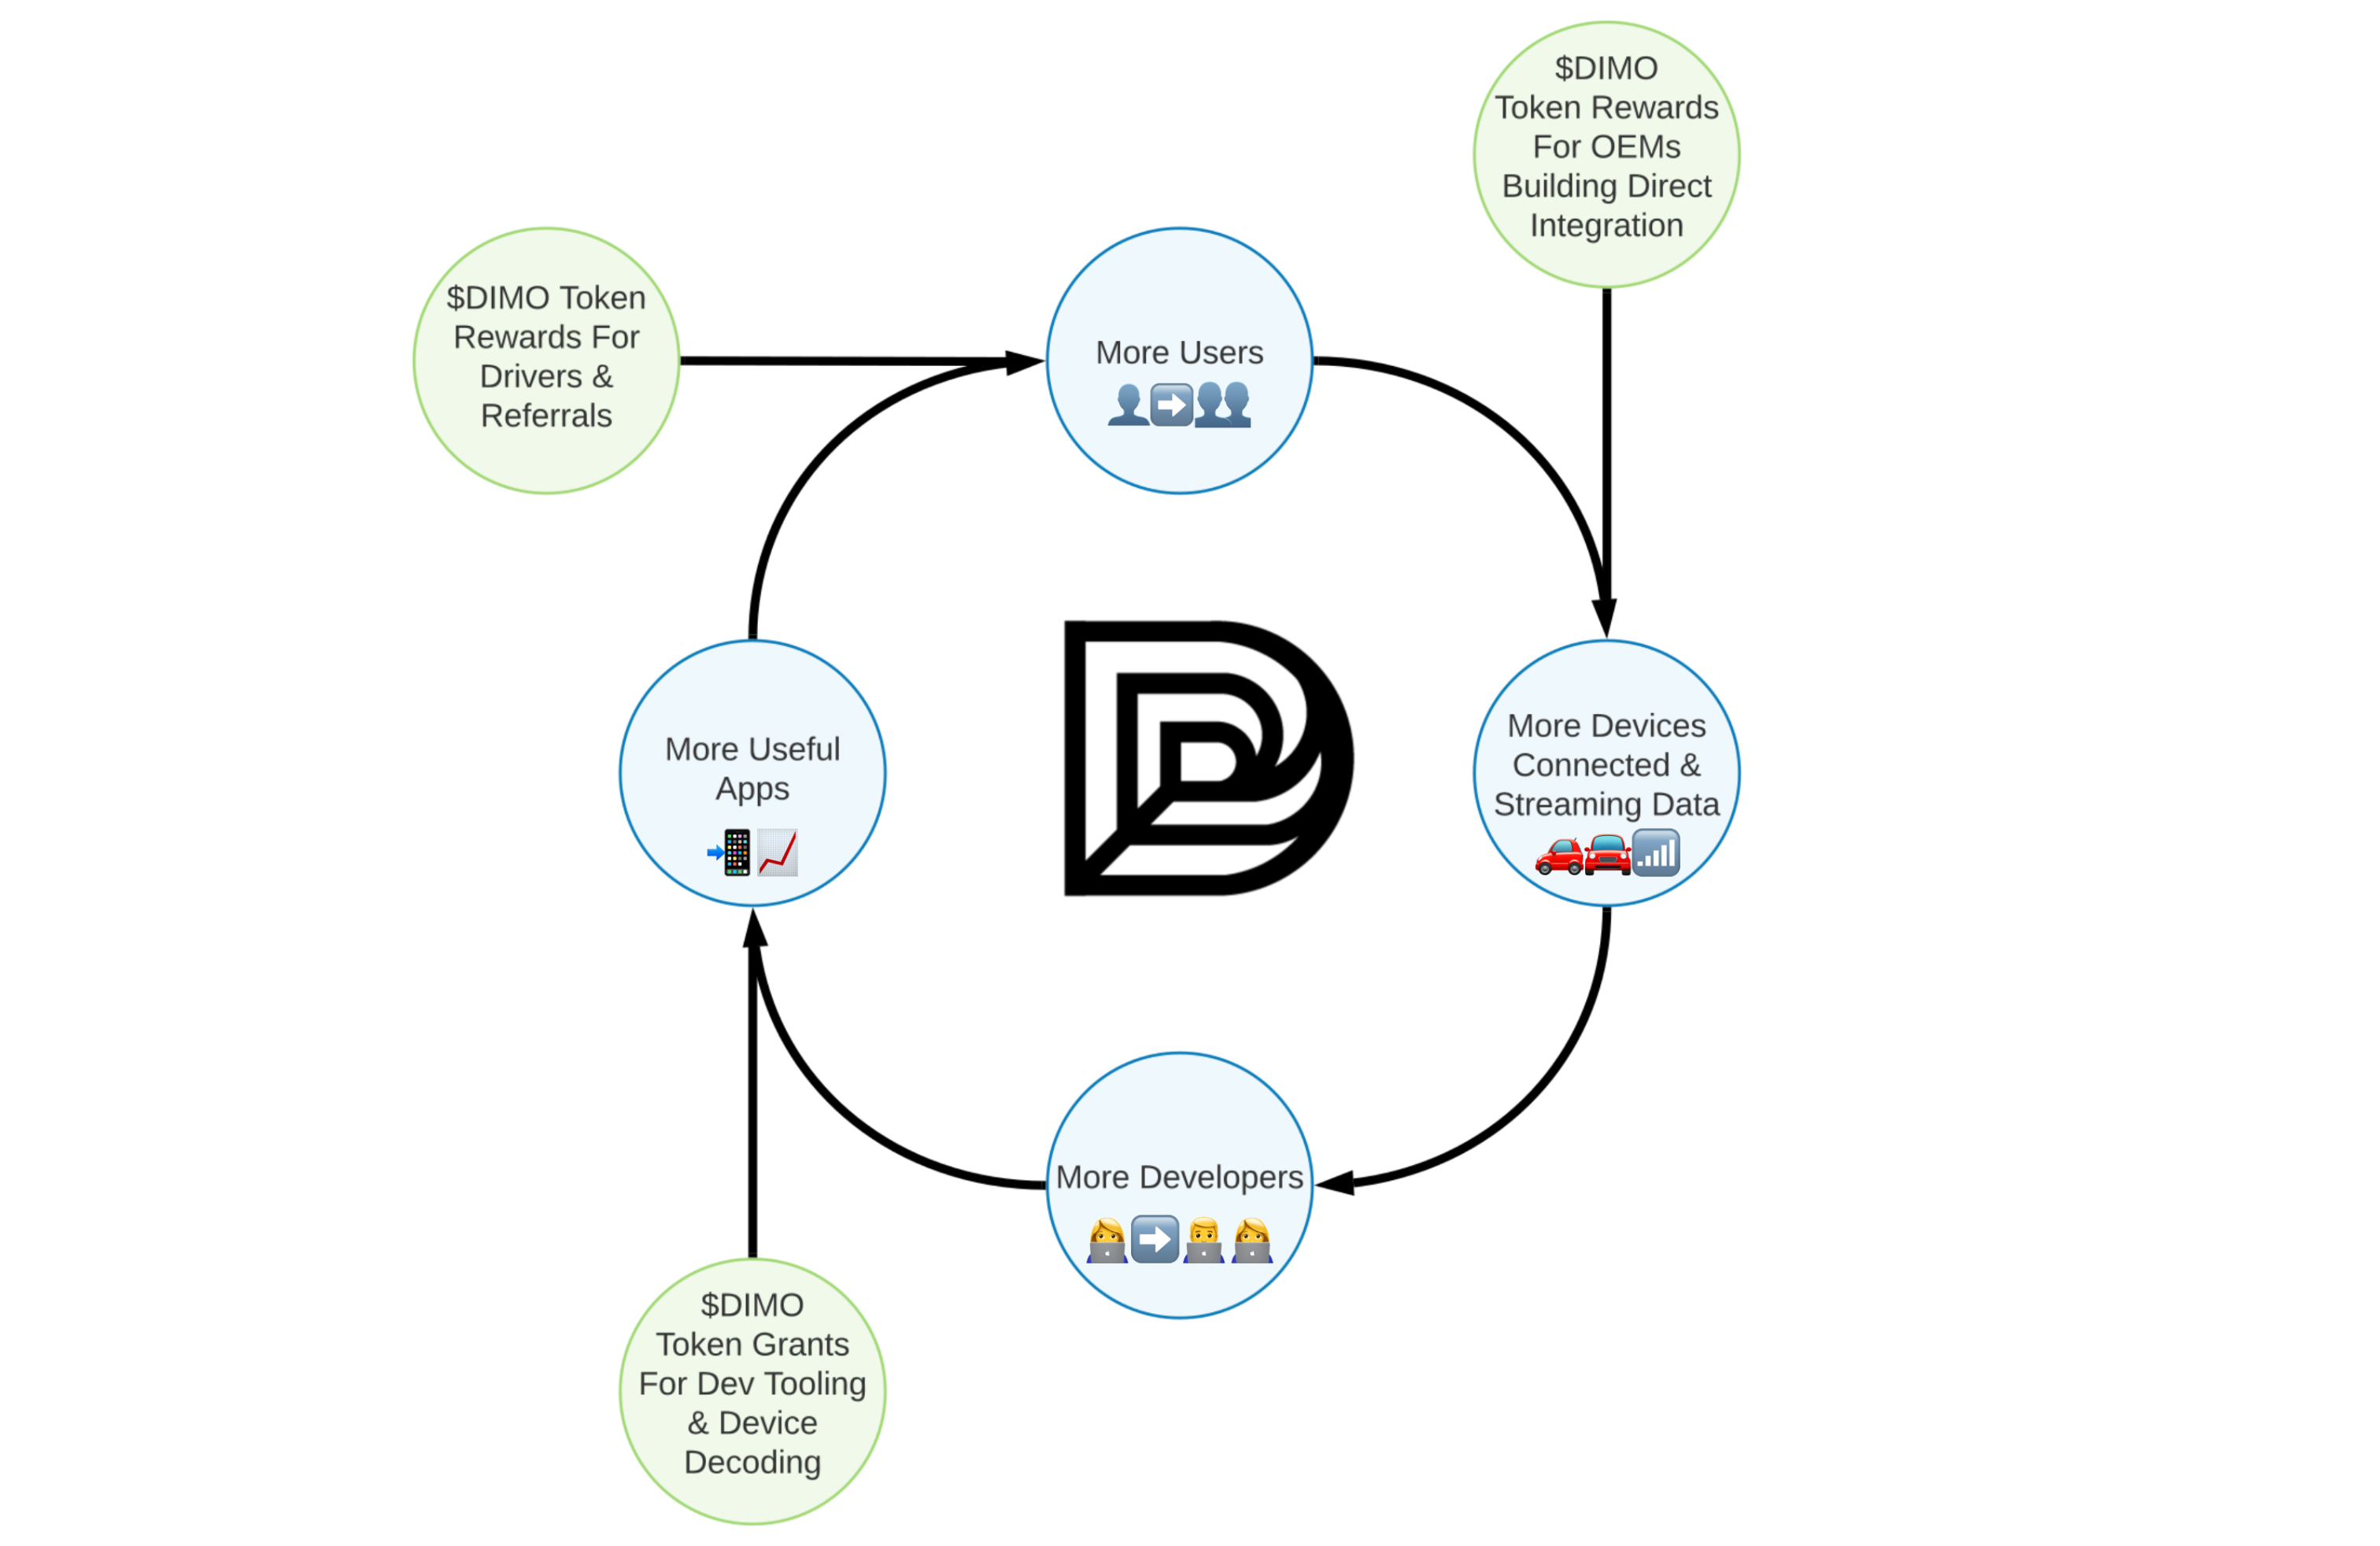 $DIMO
Token Rewards
For OEMs
Building Direct
Integration
$DIMO Token
Rewards For
Drivers &
Referrals
More Users
More Useful
Apps
More Devices
Connected &
Streaming Data
More Developers
$DIMO
Token Grants
For Dev Tooling
& Device
Decoding